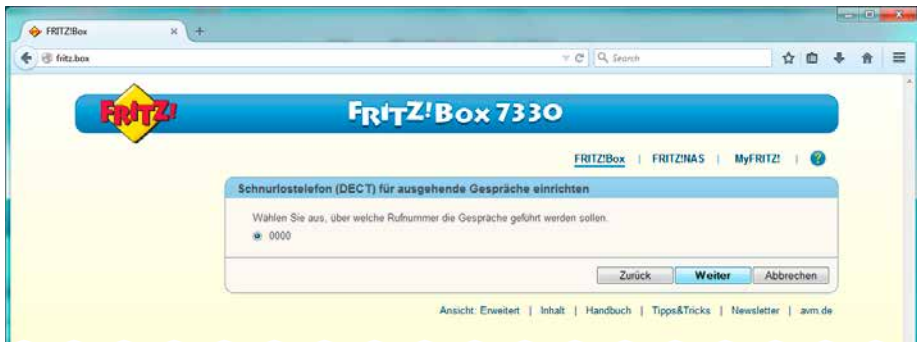 FRITZ!Box
fritz.box
Search
FRITZ!
FRITZ!Box 7330
FRITZ!Box | FRITZ!NAS | MyFRITZ! | ?
Schnurlostelefon (DECT) für ausgehende Gespräche einrichten
Wählen Sie aus, über welche Rufnummer die Gespräche geführt werden sollen.
0000
Zurück Weiter Abbrechen
Ansicht: Erweitert | Inhalt | Handbuch | Tipps&Tricks | Newsletter | avm.de